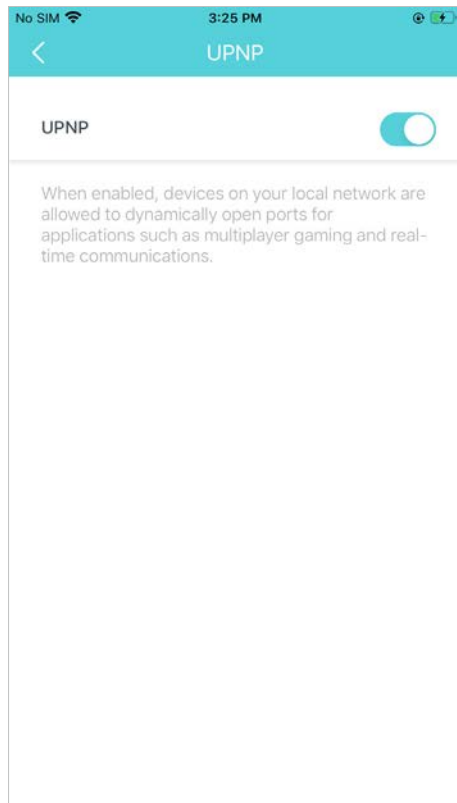 No SIM 3:25 PM
UPNP
UPNP
When enabled, devices on your local network are
allowed to dynamically open ports for
applications such as multiplayer gaming and real-
time communications.